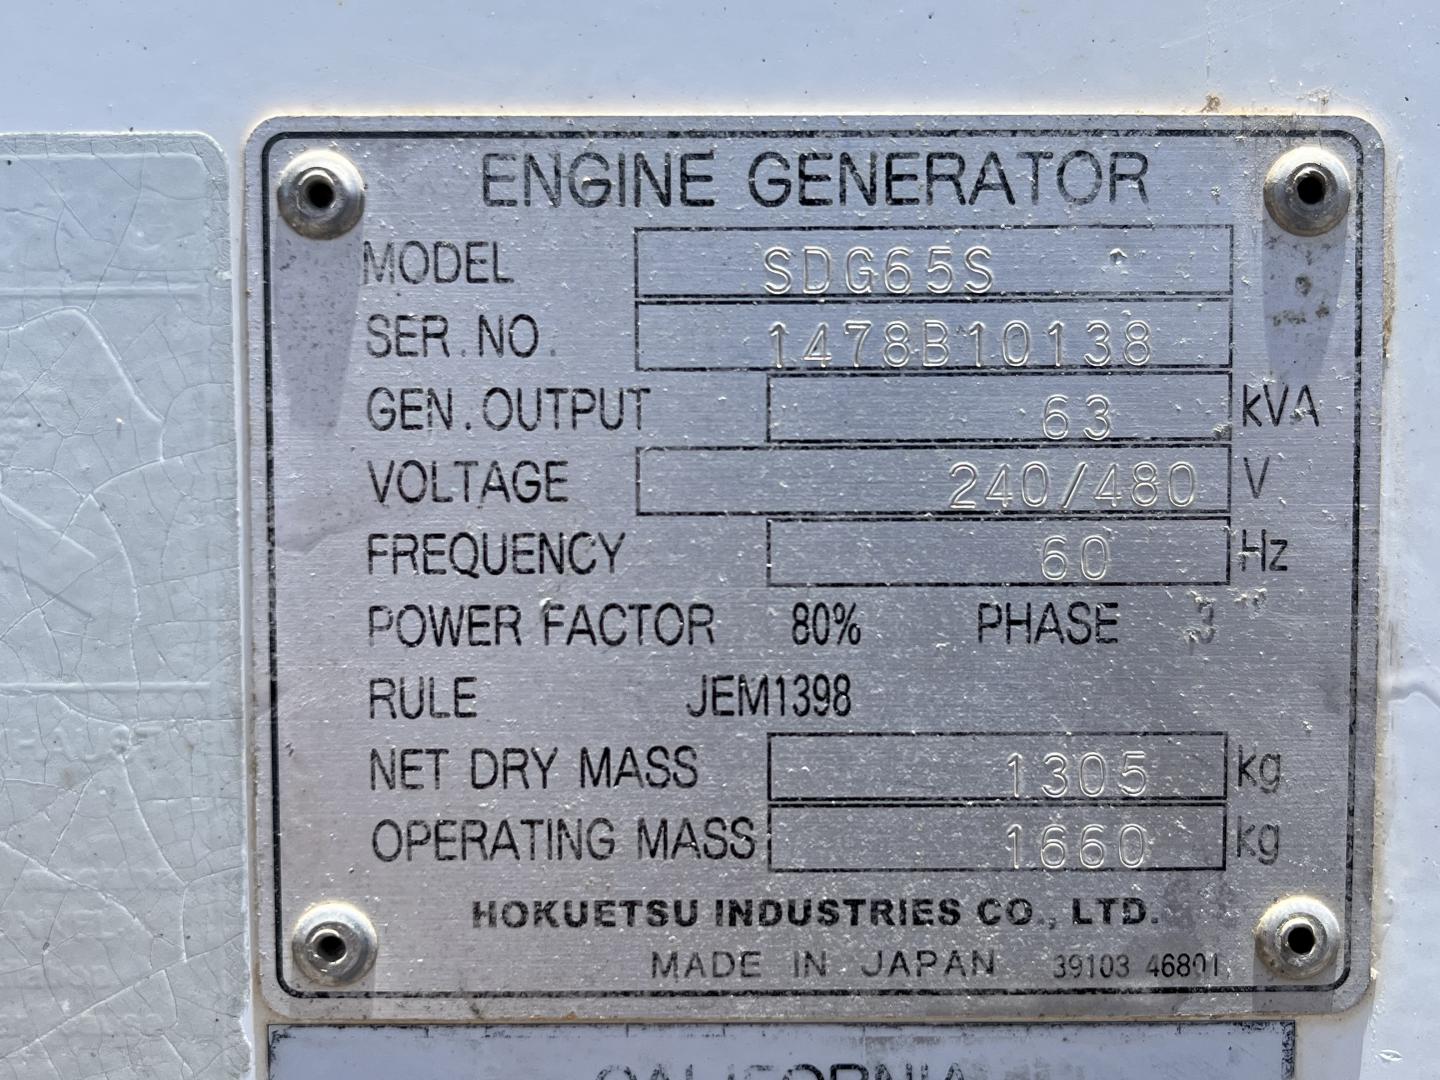 ENGINE GENERATOR
MODEL SDG65S
SER.NO. 1478B10138
GEN.OUTPUT 63 kVA
VOLTAGE 240/480 V
FREQUENCY 60 Hz
POWER FACTOR 80% PHASE 3
RULE JEM1398
NET DRY MASS 1305 kg
OPERATING MASS 1660 kg
HOKUETSU INDUSTRIES CO., LTD.
MADE IN JAPAN 39103 46801
CALIFORNIA